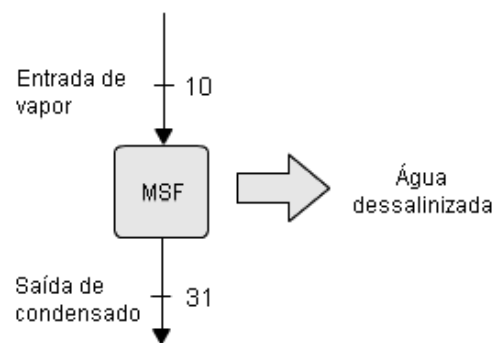 Entrada de
vapor
10
MSF
Água
dessalinizada
Saída de
condensado
31